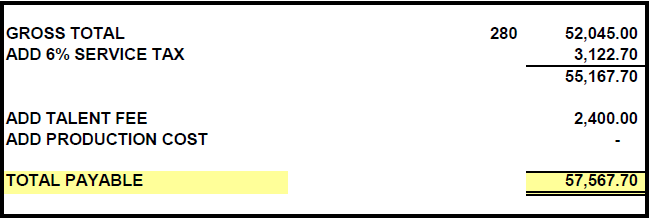 GROSS TOTAL 280 52,045.00
ADD 6% SERVICE TAX 3,122.70
55,167.70
ADD TALENT FEE 2,400.00
ADD PRODUCTION COST -
TOTAL PAYABLE 57,567.70